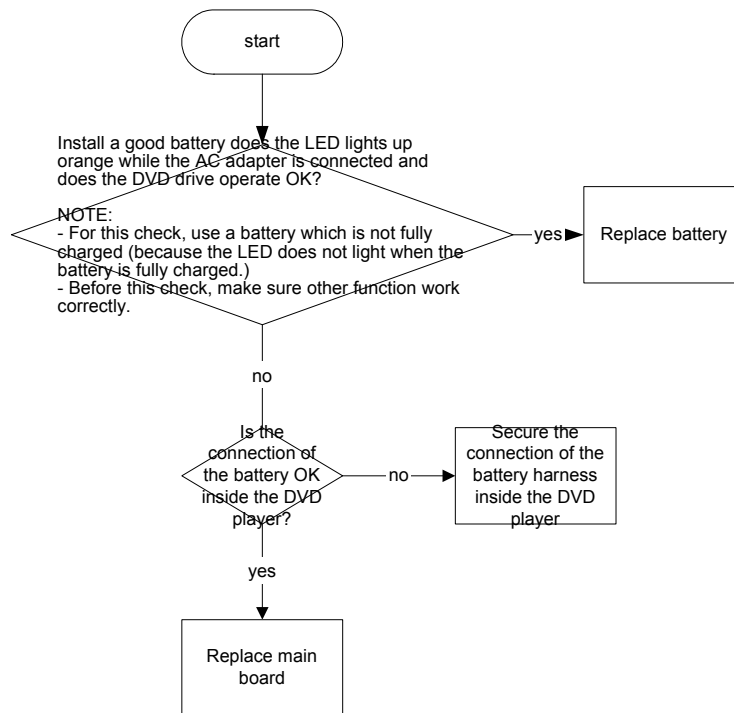 start
Install a good battery does the LED lights up
orange while the AC adapter is connected and
does the DVD drive operate OK?
NOTE:
- For this check, use a battery which is not fully
charged (because the LED does not light when the
battery is fully charged.)
- Before this check, make sure other function work
correctly.
yes
Replace battery
no
Is the
connection of
the battery OK
inside the DVD
player?
no
Secure the
connection of the
battery harness
inside the DVD
player
yes
Replace main
board